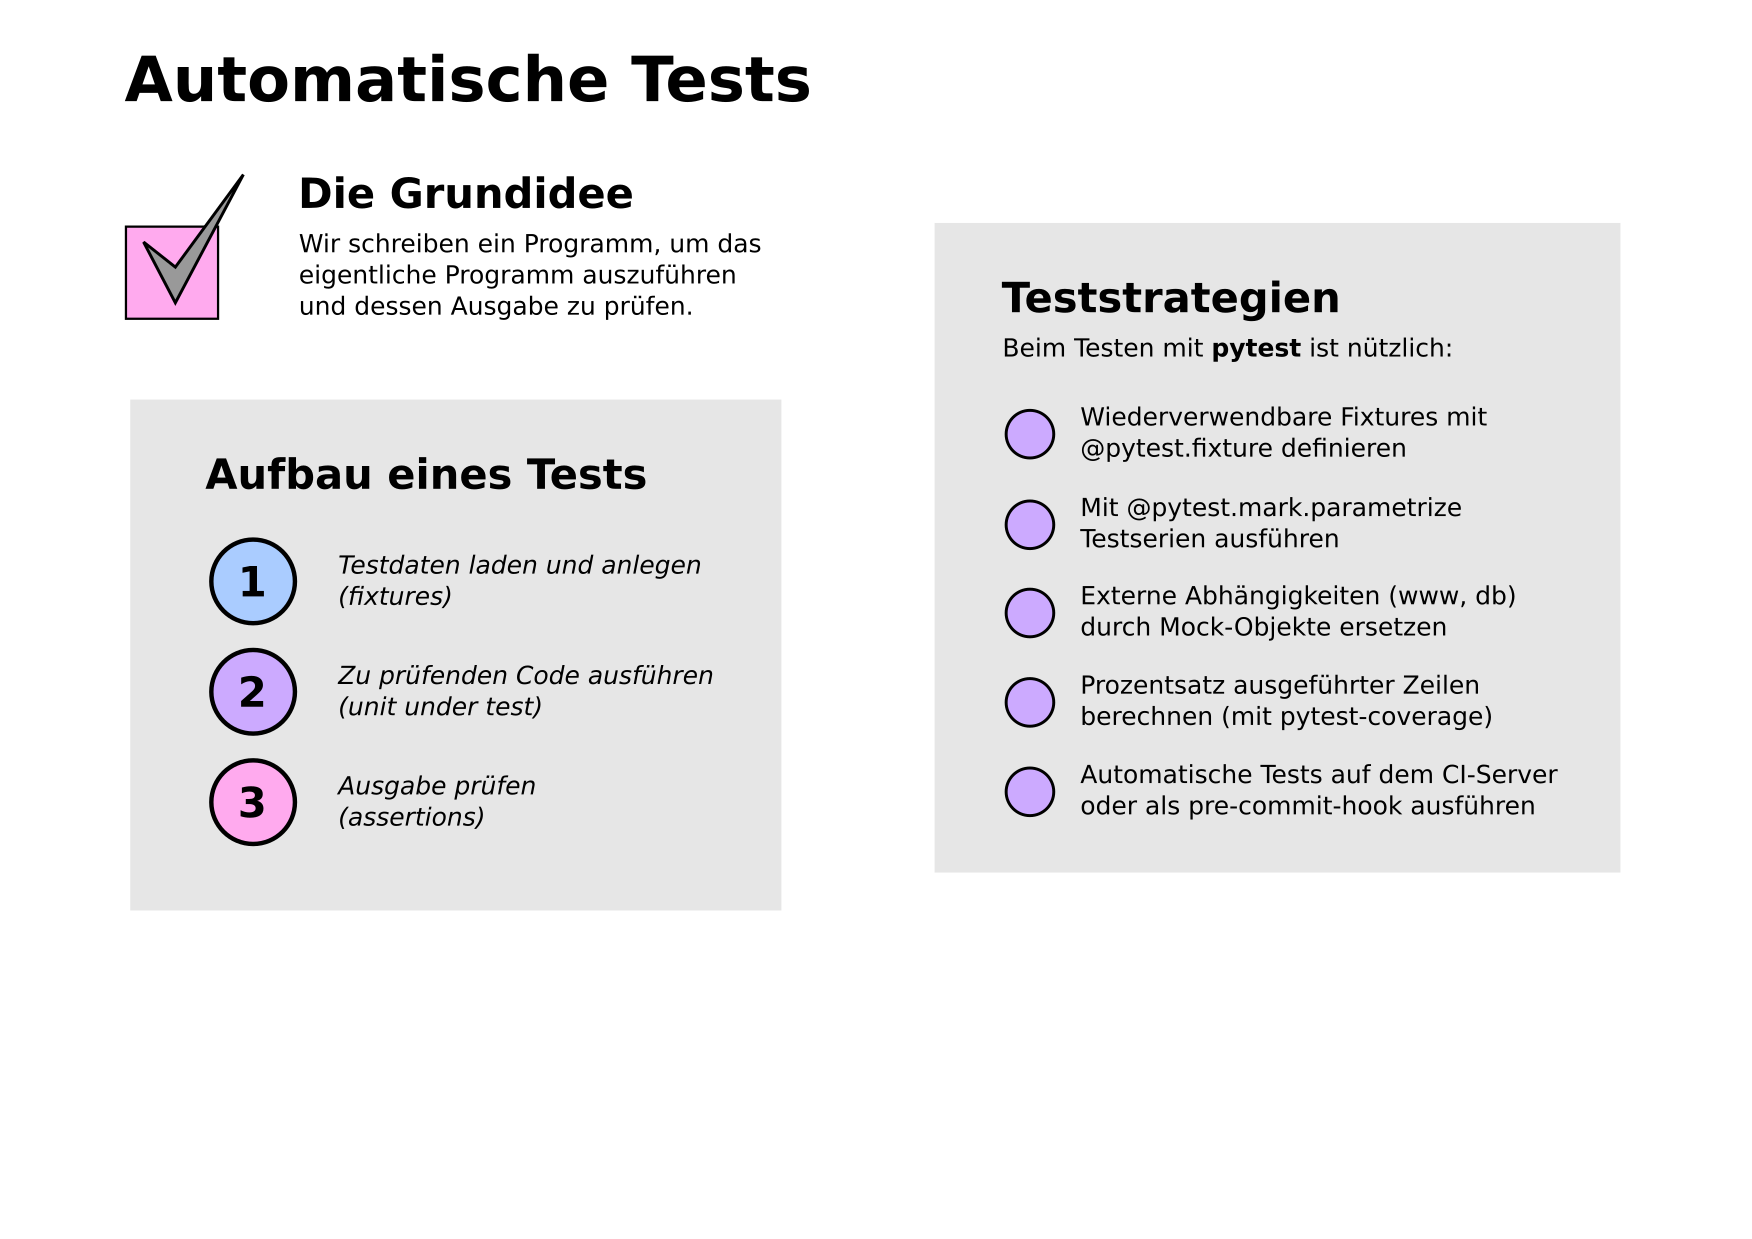 Automatische Tests
Die Grundidee
Wir schreiben ein Programm, um das
eigentliche Programm auszuführen
und dessen Ausgabe zu prüfen.
Aufbau eines Tests
1
Testdaten laden und anlegen
(fixtures)
2
Zu prüfenden Code ausführen
(unit under test)
3
Ausgabe prüfen
(assertions)
Teststrategien
Beim Testen mit pytest ist nützlich:
Wiederverwendbare Fixtures mit
@pytest.fixture definieren
Mit @pytest.mark.parametrize
Testserien ausführen
Externe Abhängigkeiten (www, db)
durch Mock-Objekte ersetzen
Prozentsatz ausgeführter Zeilen
berechnen (mit pytest-coverage)
Automatische Tests auf dem CI-Server
oder als pre-commit-hook ausführen